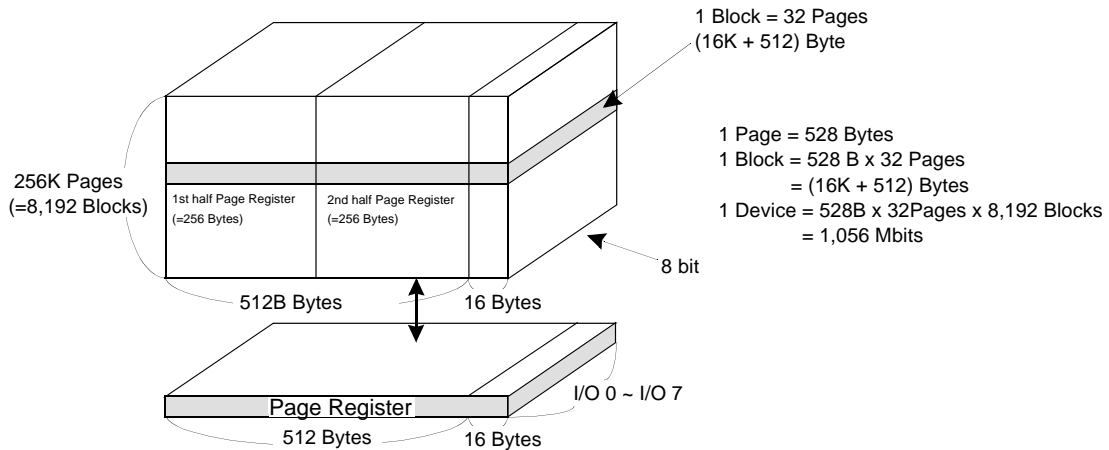 1 Block = 32 Pages
(16K + 512) Byte
1 Page = 528 Bytes
1 Block = 528 B x 32 Pages
= (16K + 512) Bytes
1 Device = 528B x 32Pages x 8,192 Blocks
= 1,056 Mbits
256K Pages
(=8,192 Blocks)
1st half Page Register
(=256 Bytes)
2nd half Page Register
(=256 Bytes)
8 bit
512B Bytes
16 Bytes
I/O 0 ~ I/O 7
Page Register
512 Bytes
16 Bytes